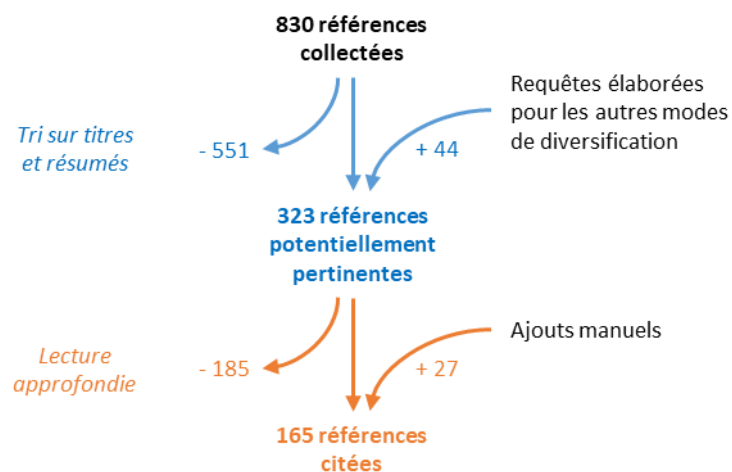 830 références
collectées
Requêtes élaborées
pour les autres modes
de diversification
Tri sur titres
et résumés
- 551
+ 44
323 références
potentiellement
pertinentes
Ajouts manuels
Lecture
approfondie
- 185
+ 27
165 références
citées